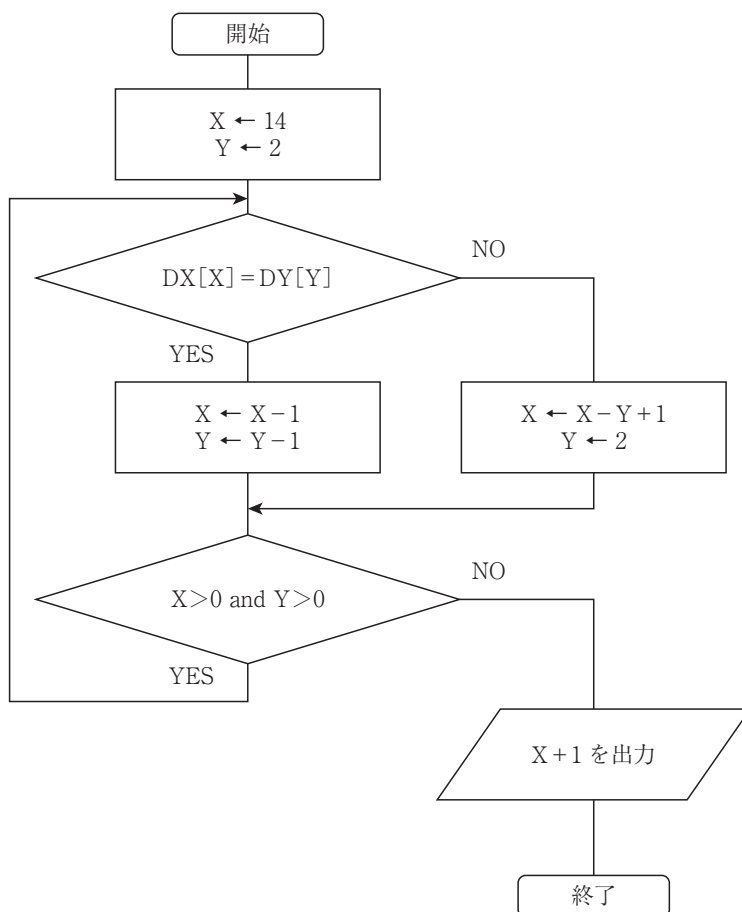 開始
X ← 14
Y ← 2
DX[X]=DY[Y]
NO
YES
X ← X−1
Y ← Y−1
X ← X−Y+1
Y ← 2
X>0 and Y>0
NO
YES
X+1を出力
終了